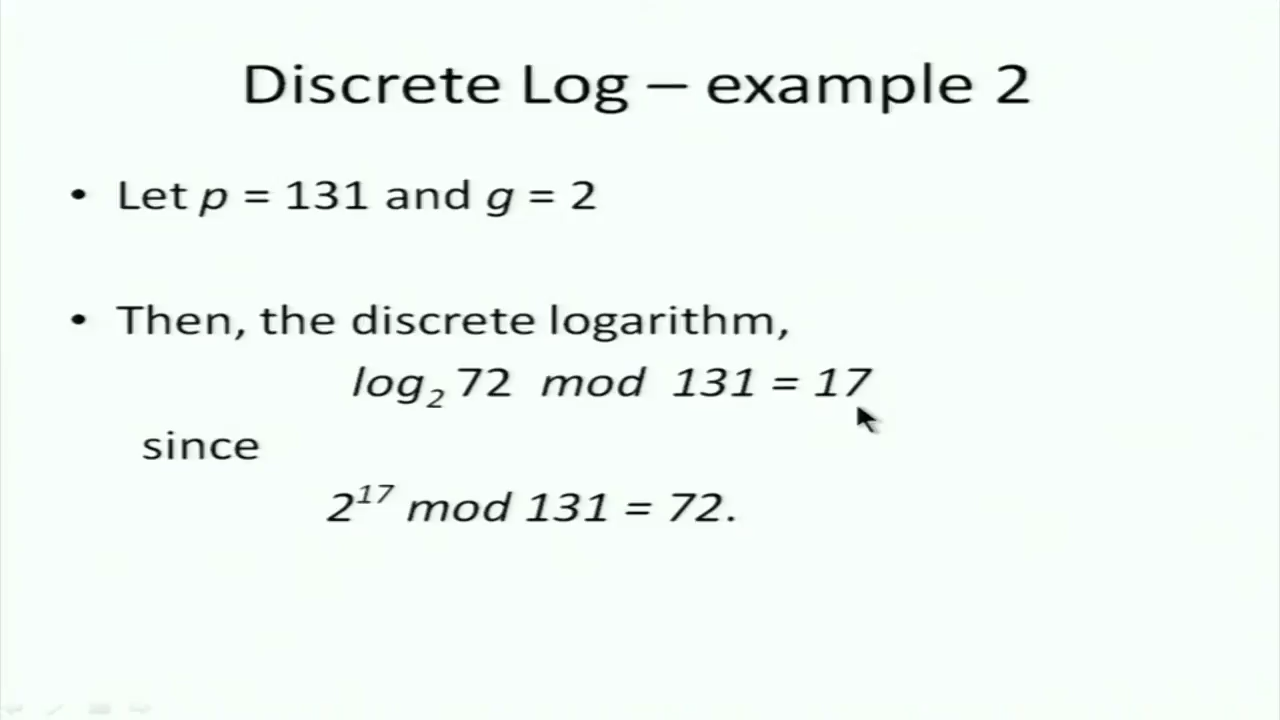 Discrete Log – example 2
• Let p = 131 and g = 2
• Then, the discrete logarithm,
log₂ 72 mod 131 = 17
since
2¹⁷ mod 131 = 72.